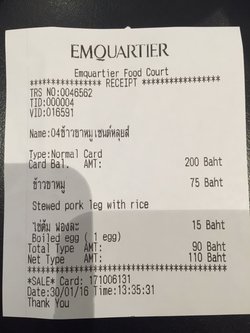 EMQUARTIER
Emquartier Food Court
**************** RECEIPT ****************
TRS NO:0046562
TID:000004
VID:016591
Name:04ข้าวขาหมูเซนต์หลุยส์
Type:Normal Card
Card Bal. AMT: 200 Baht
ข้าวขาหมู 75 Baht
Stewed pork leg with rice
ไข่ต้ม ฟองละ 15 Baht
Boiled egg ( 1 egg)
Total Type AMT: 90 Baht
Net Type AMT: 110 Baht
*****************************************
*SALE* Card: 171006131
Date:30/01/16 Time:13:35:31
Thank You